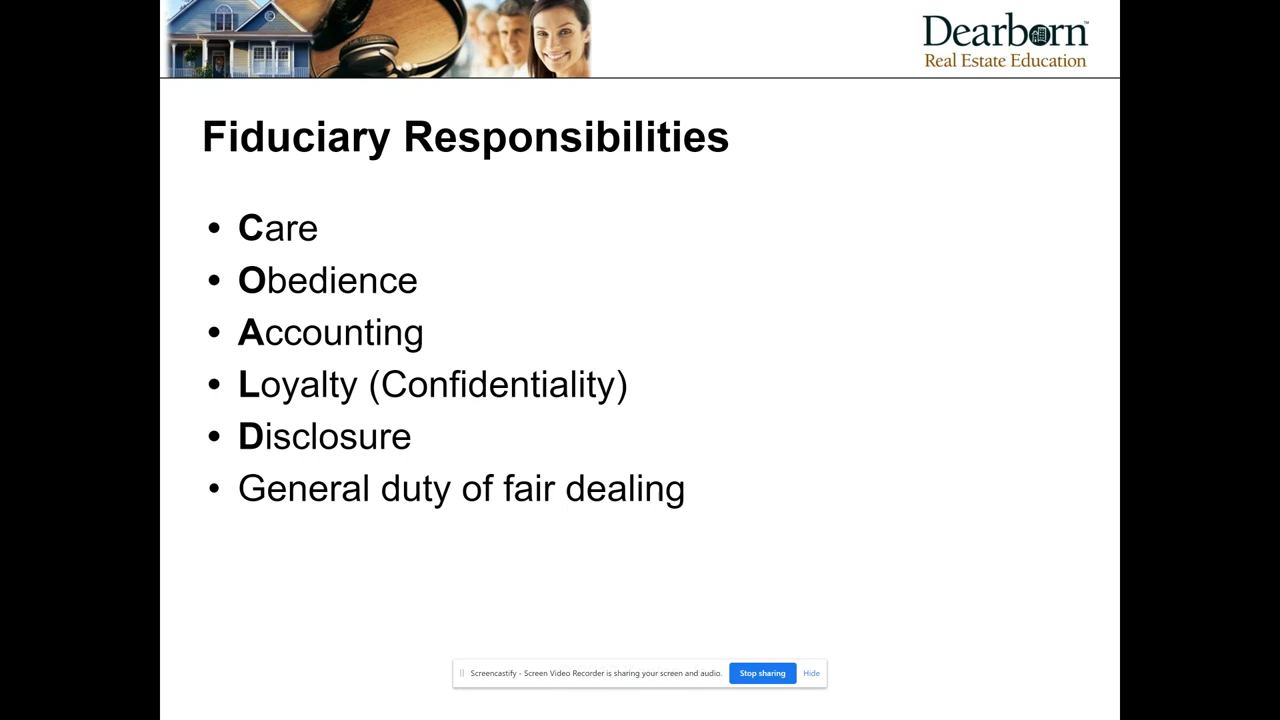 Dearborn™
Real Estate Education
Fiduciary Responsibilities
• Care
• Obedience
• Accounting
• Loyalty (Confidentiality)
• Disclosure
• General duty of fair dealing
Screencastify - Screen Video Recorder is sharing your screen and audio. Stop sharing Hide